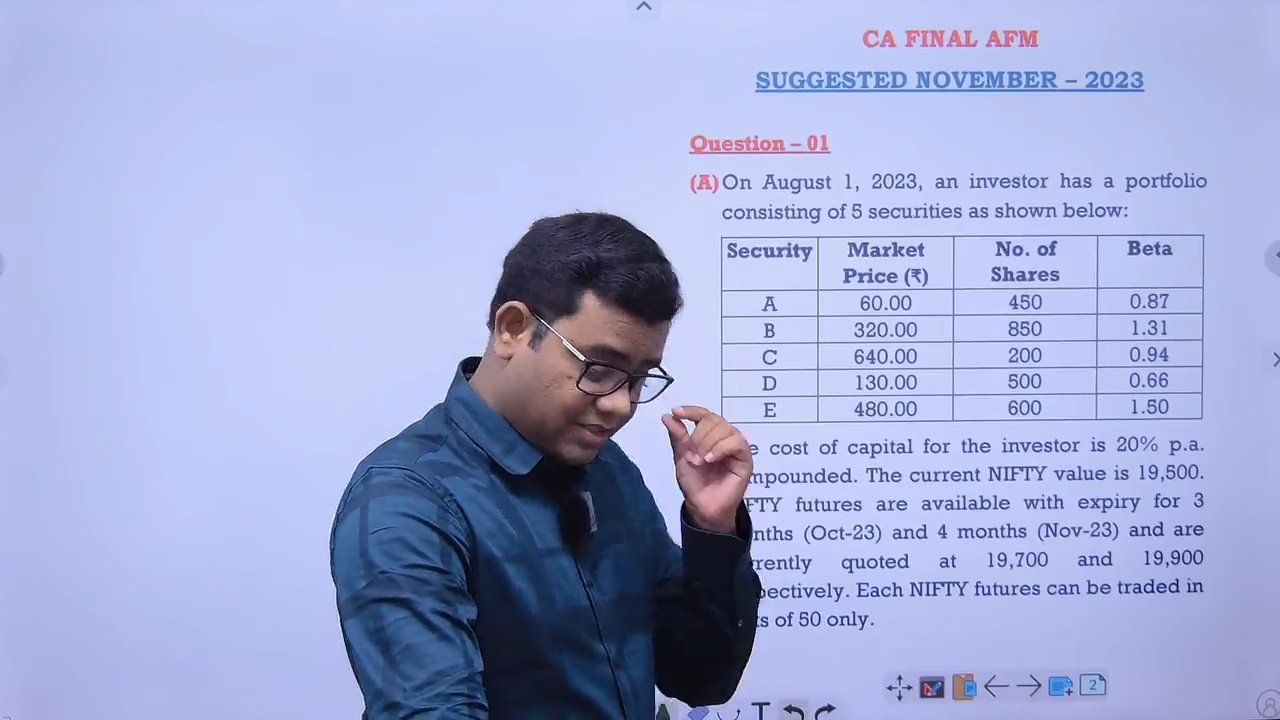 CA FINAL AFM
SUGGESTED NOVEMBER – 2023
Question – 01
(A) On August 1, 2023, an investor has a portfolio
consisting of 5 securities as shown below:
Security Market Price (₹) No. of Shares Beta
A 60.00 450 0.87
B 320.00 850 1.31
C 640.00 200 0.94
D 130.00 500 0.66
E 480.00 600 1.50
cost of capital for the investor is 20% p.a.
The current NIFTY value is 19,500.
futures are available with expiry for 3
(Oct-23) and 4 months (Nov-23) and are
quoted at 19,700 and 19,900
Each NIFTY futures can be traded in
of 50 only.
T
2